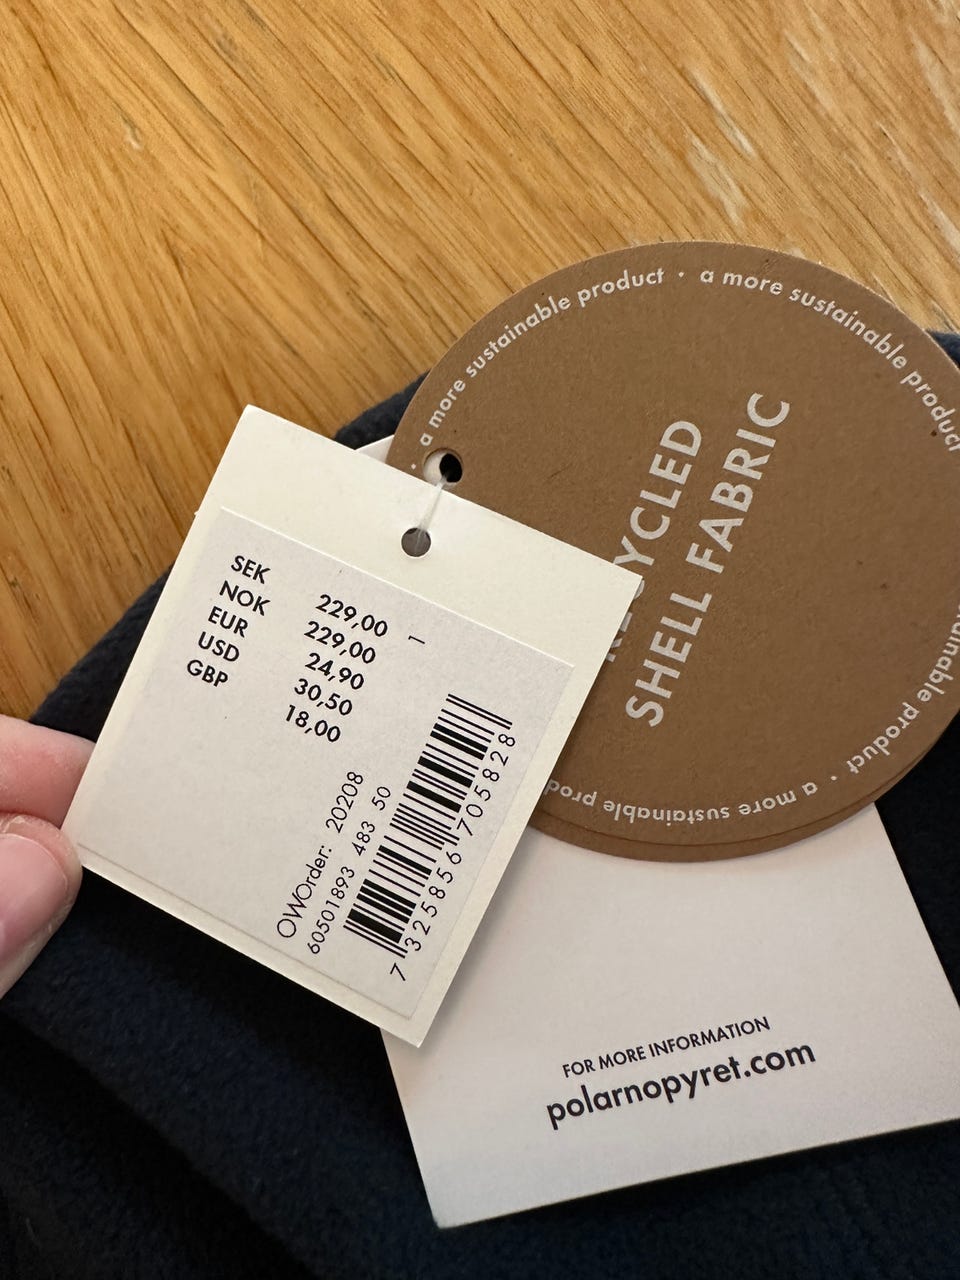 SEK 229,00
NOK 229,00
EUR 24,90
USD 30,50
GBP 18,00
1
OWOrder: 20208
60501893 483 50
7 325856 705828
a more sustainable product · a more sustainable product
SHELL FABRIC
a more sustainable
product ·
FOR MORE INFORMATION
polarnopyret.com